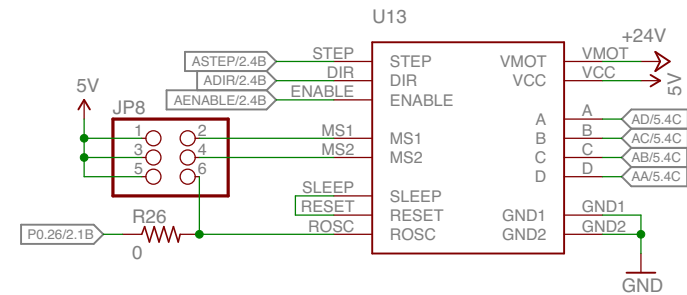 U13
+24V
ASTEP/2.4B STEP STEP VMOT VMOT
ADIR/2.4B DIR DIR VCC VCC 5V
AENABLE/2.4B ENABLE ENABLE
5V JP8
A A AD/5.4C
1 2 MS1 MS1 B B AC/5.4C
3 4 MS2 MS2 C C AB/5.4C
5 6 D D AA/5.4C
SLEEP SLEEP
RESET RESET GND1 GND1
R26
P0.26/2.1B ROSC ROSC GND2 GND2
0
GND